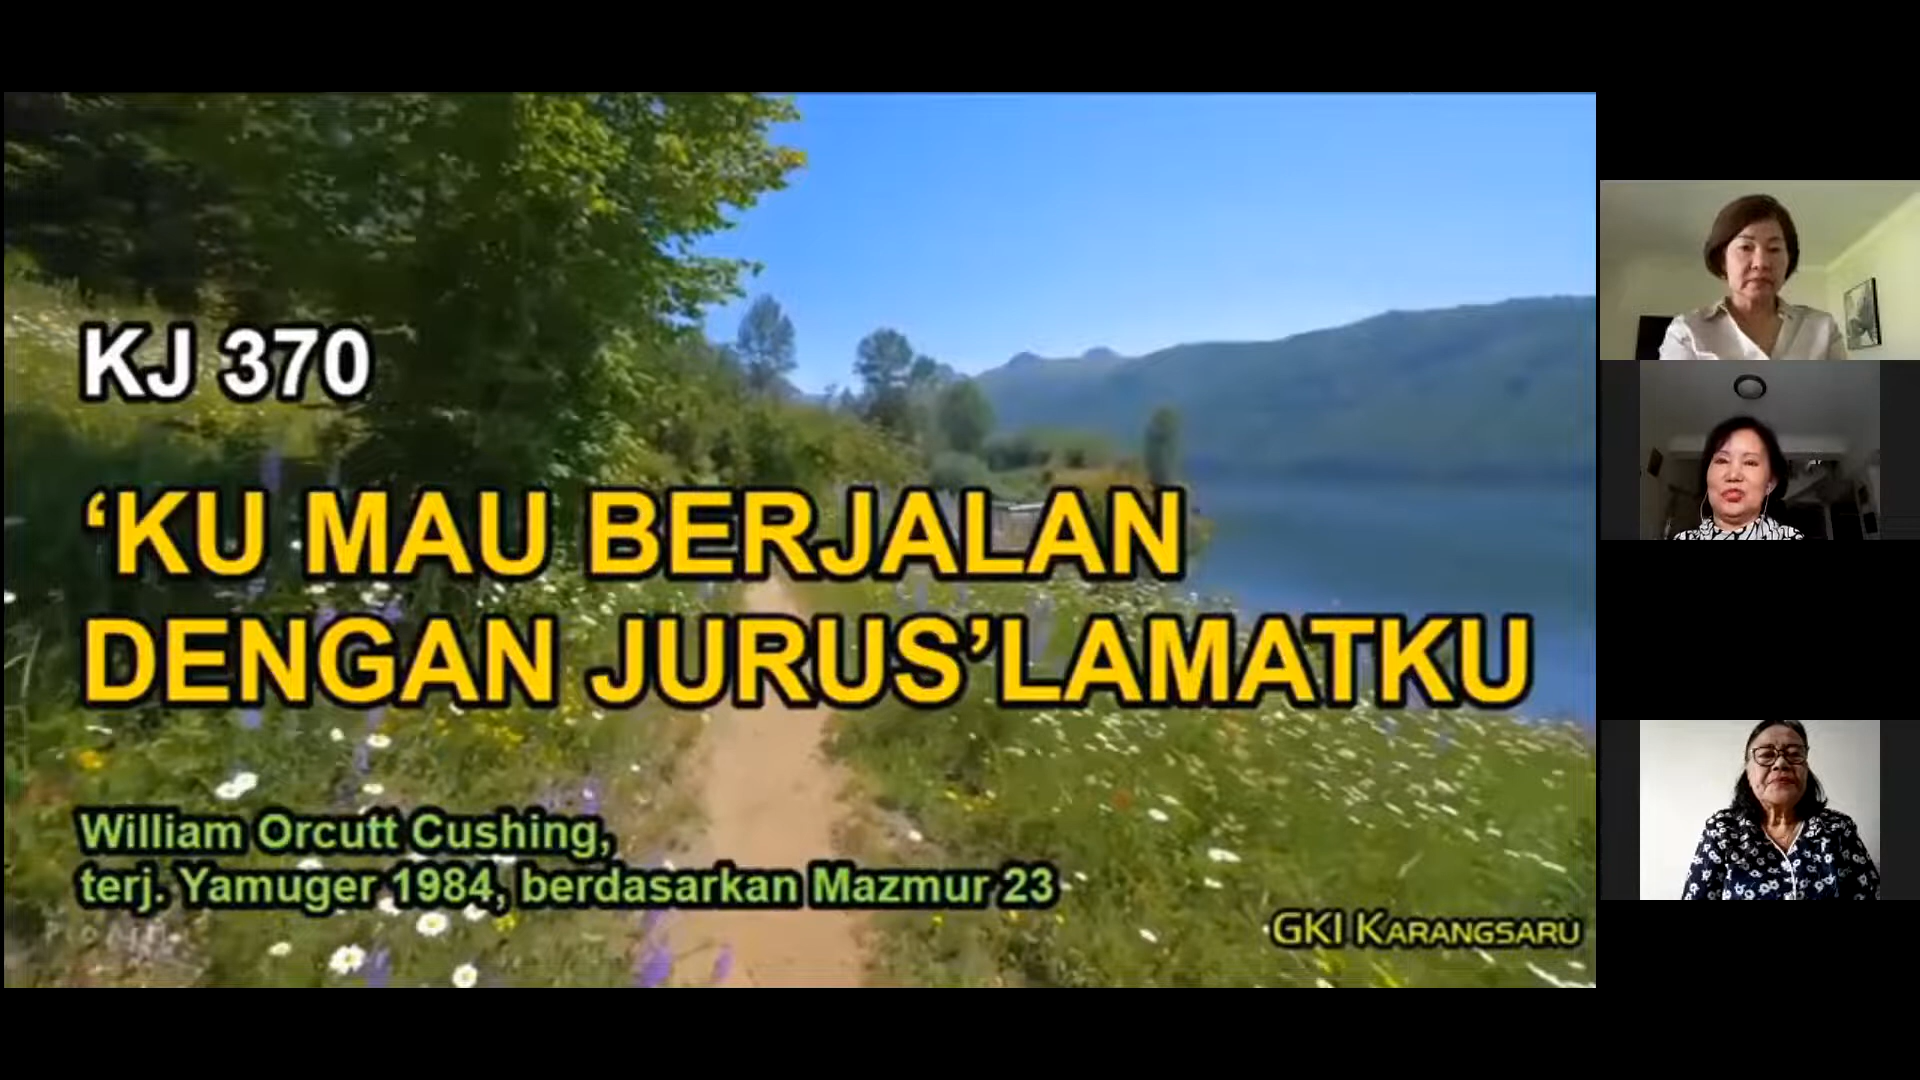 KJ 370
‘KU MAU BERJALAN
DENGAN JURUS’LAMATKU
William Orcutt Cushing,
terj. Yamuger 1984, berdasarkan Mazmur 23
GKI KARANGSARU